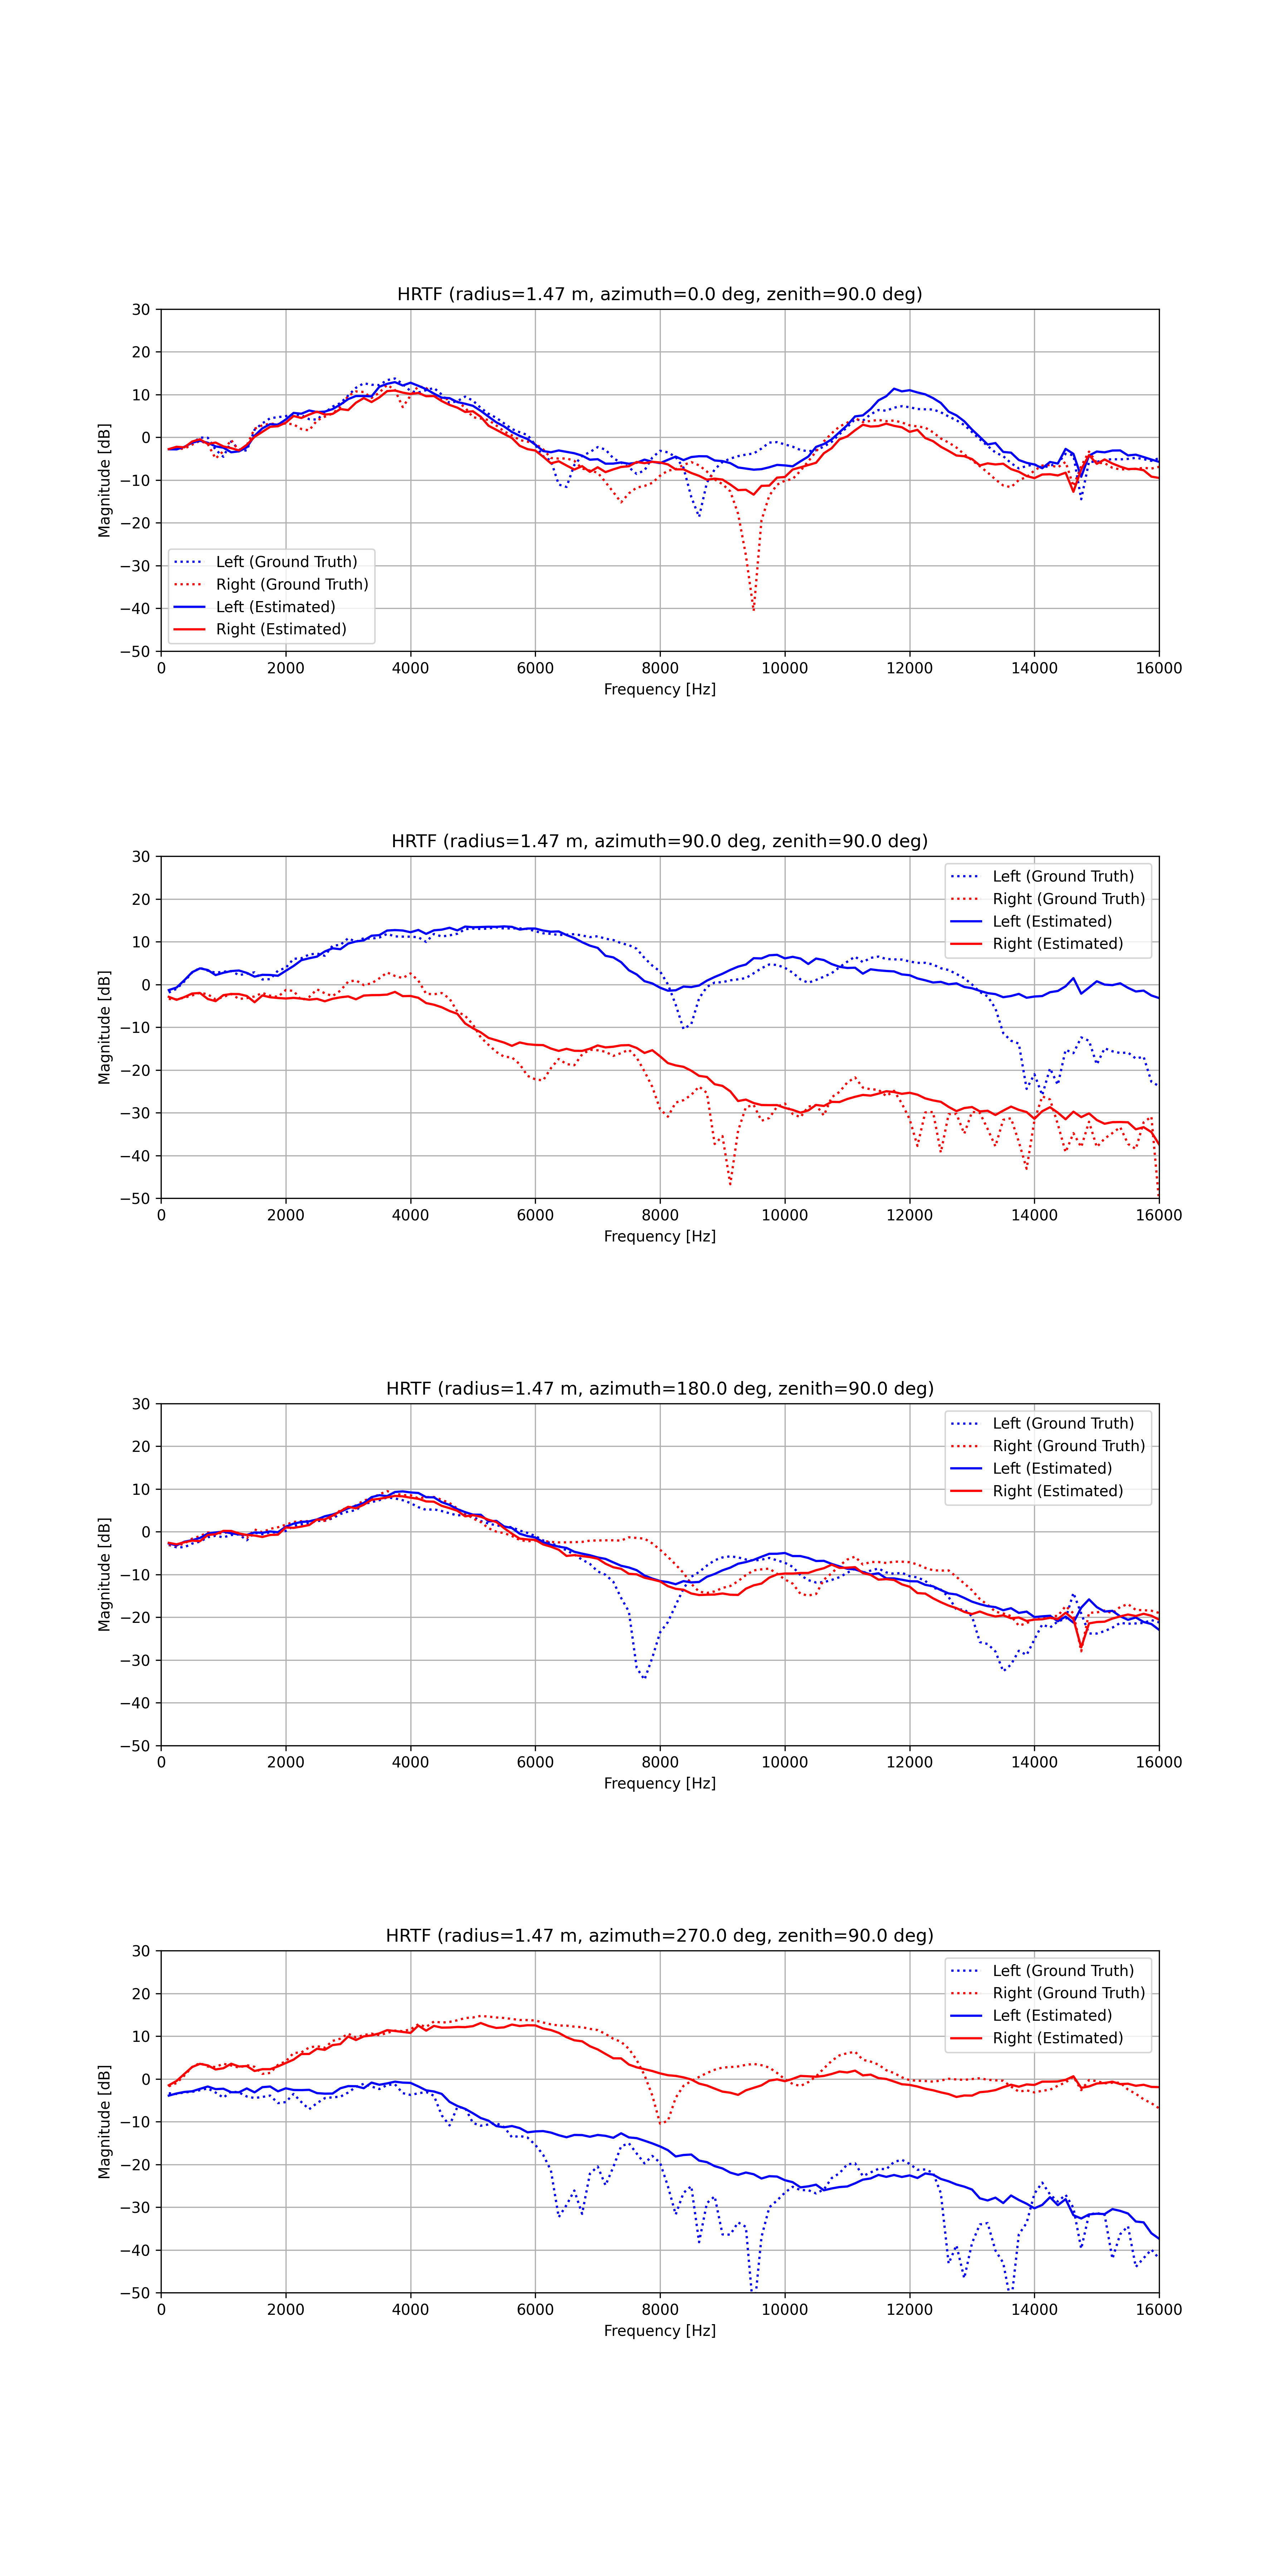 HRTF (radius=1.47 m, azimuth=0.0 deg, zenith=90.0 deg)
30
20
10
0
−10
−20
−30
−40
−50
Magnitude [dB]
Left (Ground Truth)
Right (Ground Truth)
Left (Estimated)
Right (Estimated)
0 2000 4000 6000 8000 10000 12000 14000 16000
Frequency [Hz]
HRTF (radius=1.47 m, azimuth=90.0 deg, zenith=90.0 deg)
30
20
10
0
−10
−20
−30
−40
−50
Magnitude [dB]
Left (Ground Truth)
Right (Ground Truth)
Left (Estimated)
Right (Estimated)
0 2000 4000 6000 8000 10000 12000 14000 16000
Frequency [Hz]
HRTF (radius=1.47 m, azimuth=180.0 deg, zenith=90.0 deg)
30
20
10
0
−10
−20
−30
−40
−50
Magnitude [dB]
Left (Ground Truth)
Right (Ground Truth)
Left (Estimated)
Right (Estimated)
0 2000 4000 6000 8000 10000 12000 14000 16000
Frequency [Hz]
HRTF (radius=1.47 m, azimuth=270.0 deg, zenith=90.0 deg)
30
20
10
0
−10
−20
−30
−40
−50
Magnitude [dB]
Left (Ground Truth)
Right (Ground Truth)
Left (Estimated)
Right (Estimated)
0 2000 4000 6000 8000 10000 12000 14000 16000
Frequency [Hz]